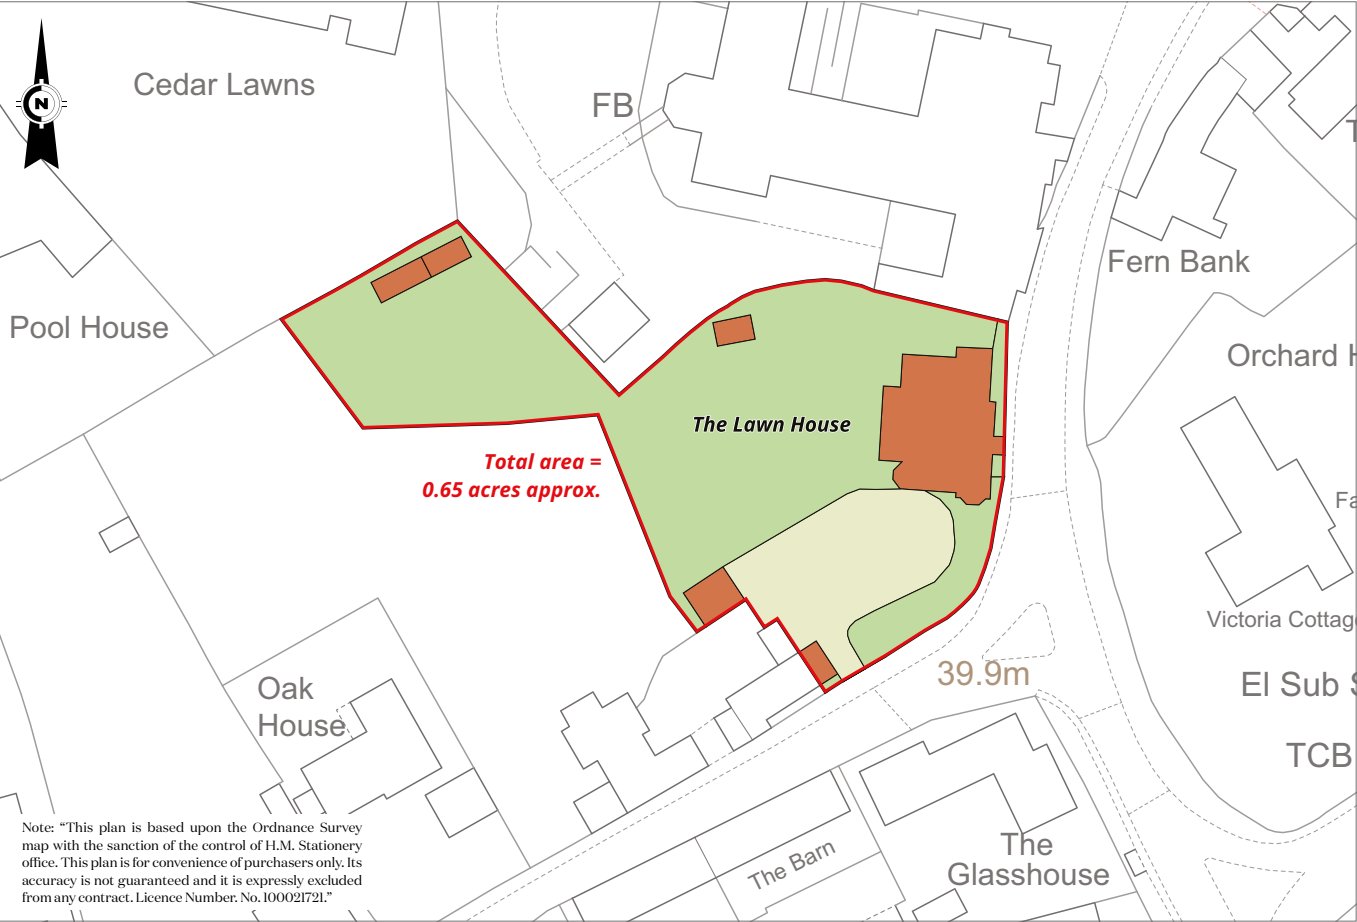 Cedar Lawns
N
FB
T
Fern Bank
Pool House
Orchard H
The Lawn House
Total area =
0.65 acres approx.
Fa
Victoria Cottag
39.9m
El Sub S
Oak
House
TCB
Note: “This plan is based upon the Ordnance Survey
map with the sanction of the control of H.M. Stationery
office. This plan is for convenience of purchasers only. Its
accuracy is not guaranteed and it is expressly excluded
from any contract. Licence Number. No. 100021721.”
The Barn
The
Glasshouse